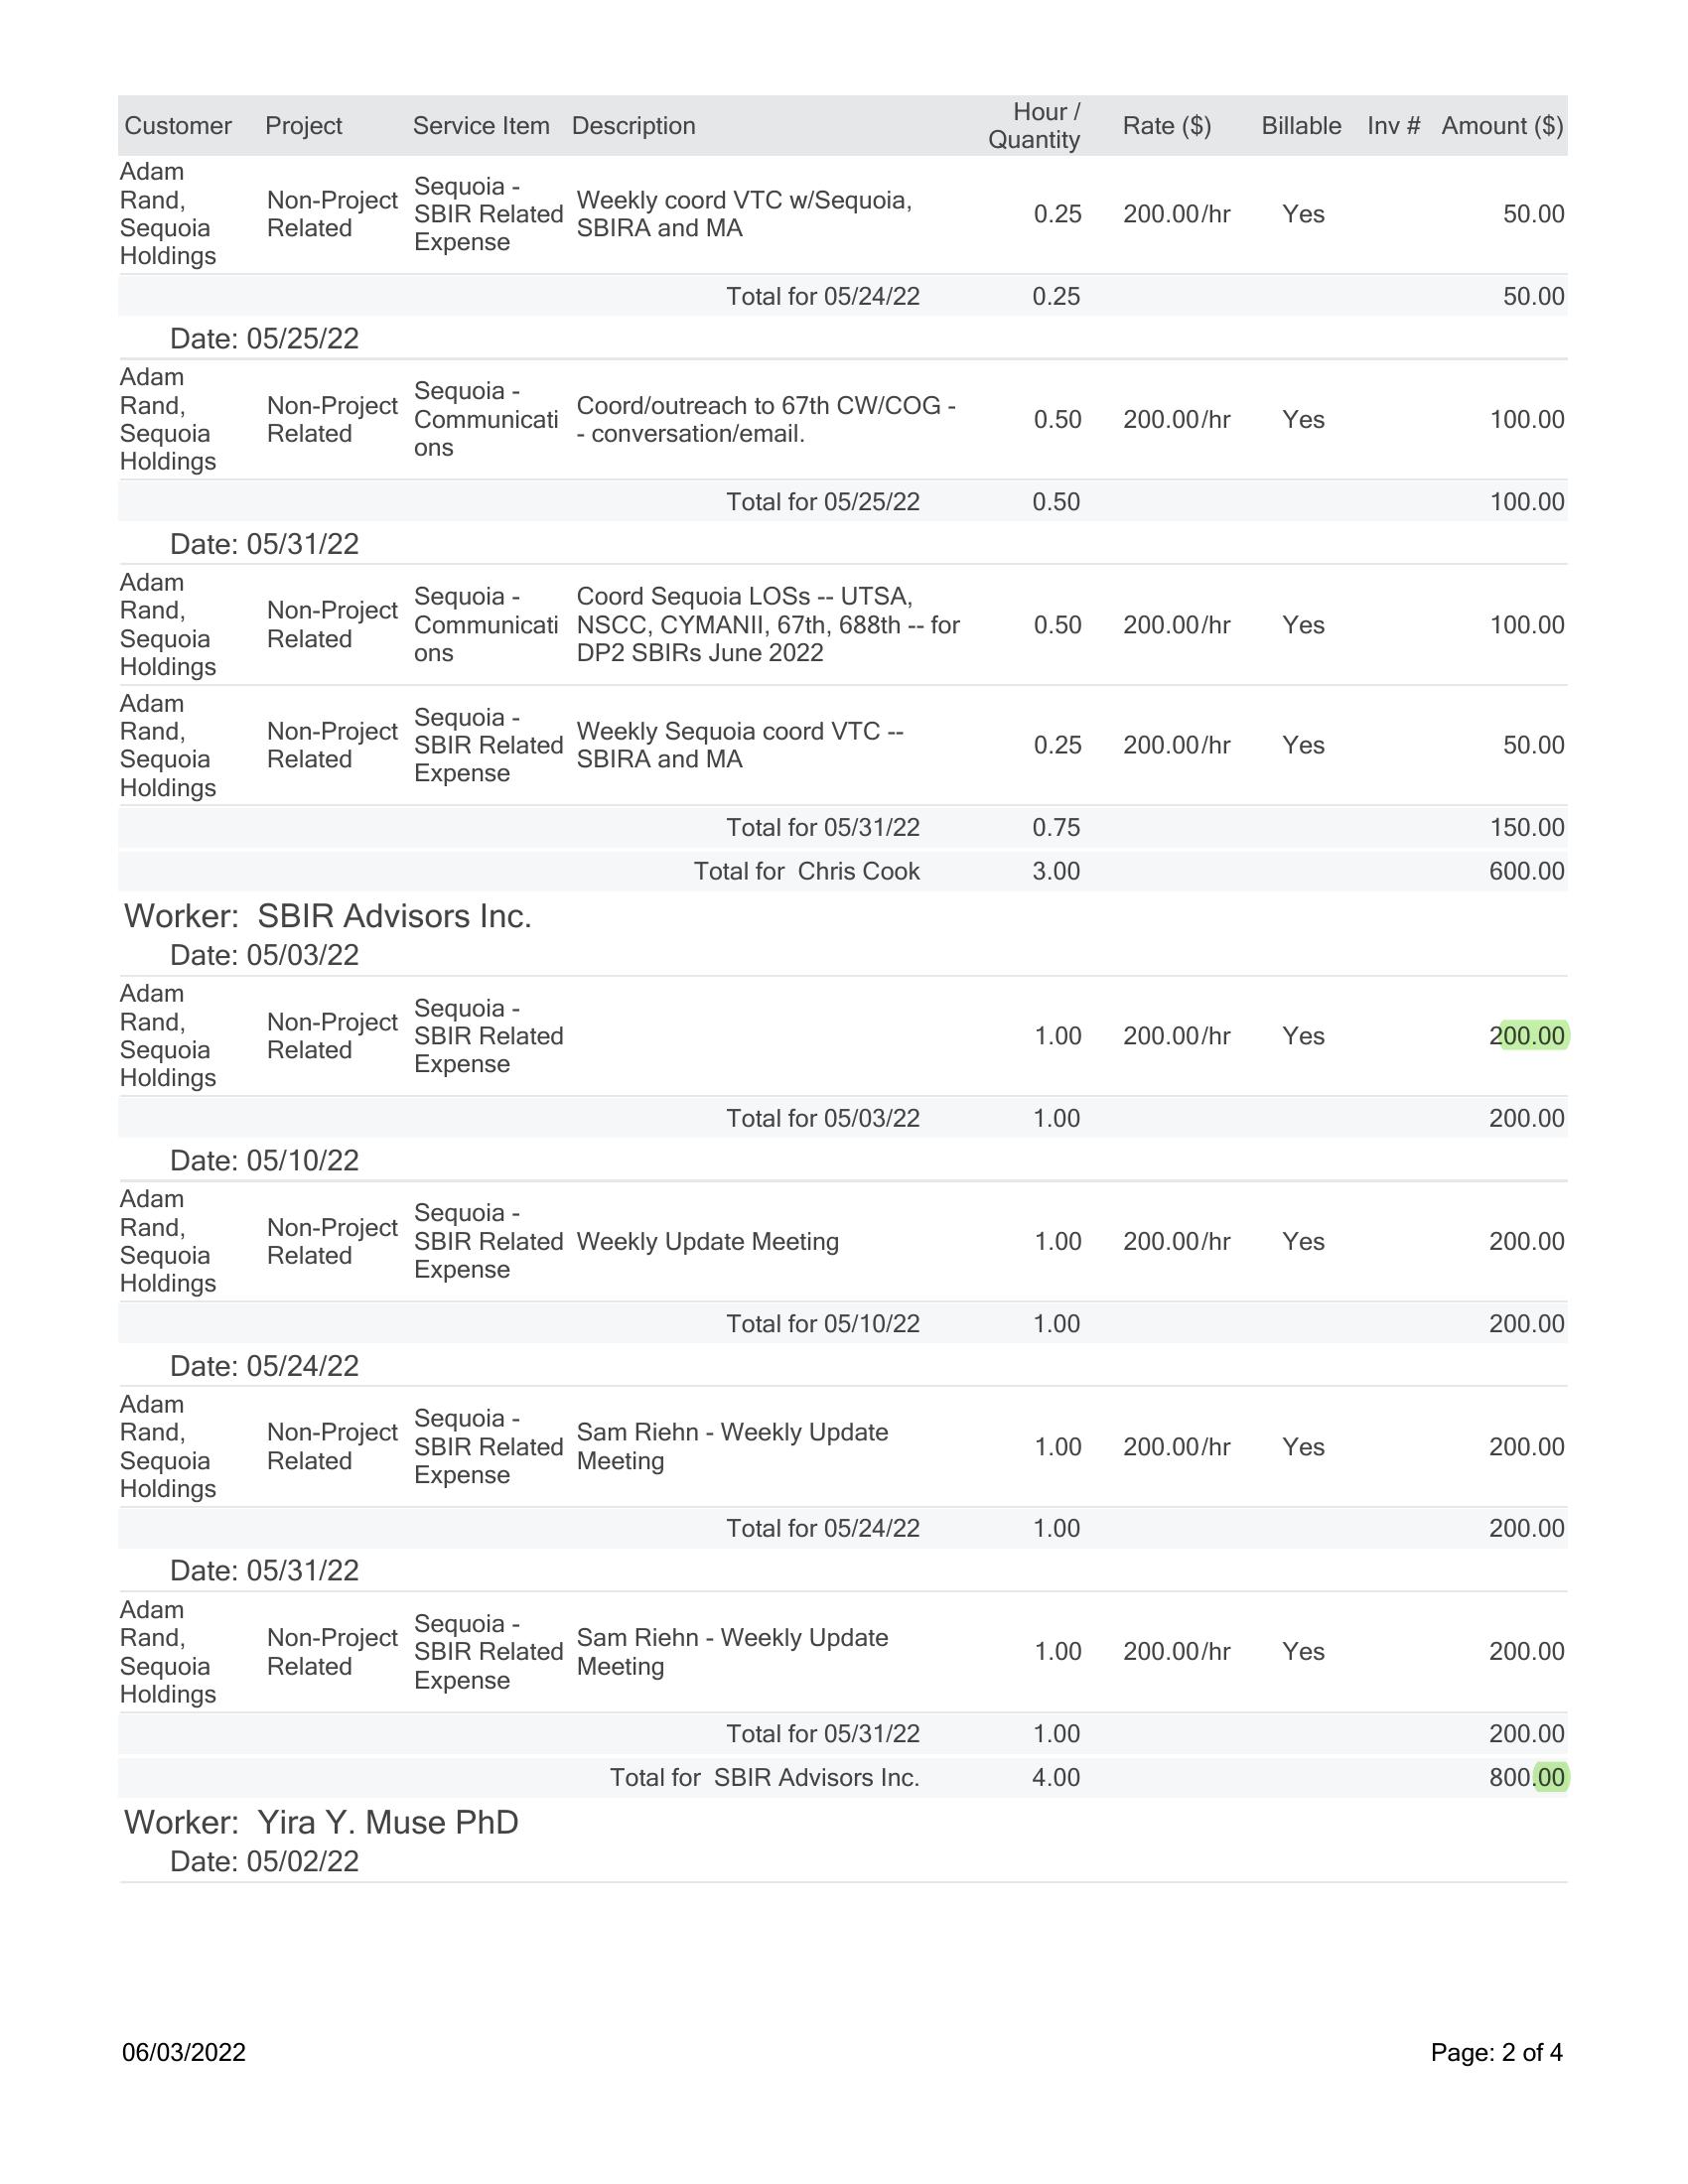 Customer Project Service Item Description Hour / Quantity Rate ($) Billable Inv # Amount ($)
Adam
Rand,
Sequoia
Holdings
Non-Project
Related
Sequoia -
SBIR Related
Expense
Weekly coord VTC w/Sequoia,
SBIRA and MA
0.25 200.00/hr Yes 50.00
Total for 05/24/22 0.25 50.00
Date: 05/25/22
Adam
Rand,
Sequoia
Holdings
Non-Project
Related
Sequoia -
Communicati
ons
Coord/outreach to 67th CW/COG -
- conversation/email.
0.50 200.00/hr Yes 100.00
Total for 05/25/22 0.50 100.00
Date: 05/31/22
Adam
Rand,
Sequoia
Holdings
Non-Project
Related
Sequoia -
Communicati
ons
Coord Sequoia LOSs -- UTSA,
NSCC, CYMANII, 67th, 688th -- for
DP2 SBIRs June 2022
0.50 200.00/hr Yes 100.00
Adam
Rand,
Sequoia
Holdings
Non-Project
Related
Sequoia -
SBIR Related
Expense
Weekly Sequoia coord VTC --
SBIRA and MA
0.25 200.00/hr Yes 50.00
Total for 05/31/22 0.75 150.00
Total for Chris Cook 3.00 600.00
Worker: SBIR Advisors Inc.
Date: 05/03/22
Adam
Rand,
Sequoia
Holdings
Non-Project
Related
Sequoia -
SBIR Related
Expense
1.00 200.00/hr Yes 200.00
Total for 05/03/22 1.00 200.00
Date: 05/10/22
Adam
Rand,
Sequoia
Holdings
Non-Project
Related
Sequoia -
SBIR Related
Expense
Weekly Update Meeting
1.00 200.00/hr Yes 200.00
Total for 05/10/22 1.00 200.00
Date: 05/24/22
Adam
Rand,
Sequoia
Holdings
Non-Project
Related
Sequoia -
SBIR Related
Expense
Sam Riehn - Weekly Update
Meeting
1.00 200.00/hr Yes 200.00
Total for 05/24/22 1.00 200.00
Date: 05/31/22
Adam
Rand,
Sequoia
Holdings
Non-Project
Related
Sequoia -
SBIR Related
Expense
Sam Riehn - Weekly Update
Meeting
1.00 200.00/hr Yes 200.00
Total for 05/31/22 1.00 200.00
Total for SBIR Advisors Inc. 4.00 800.00
Worker: Yira Y. Muse PhD
Date: 05/02/22
06/03/2022 Page: 2 of 4